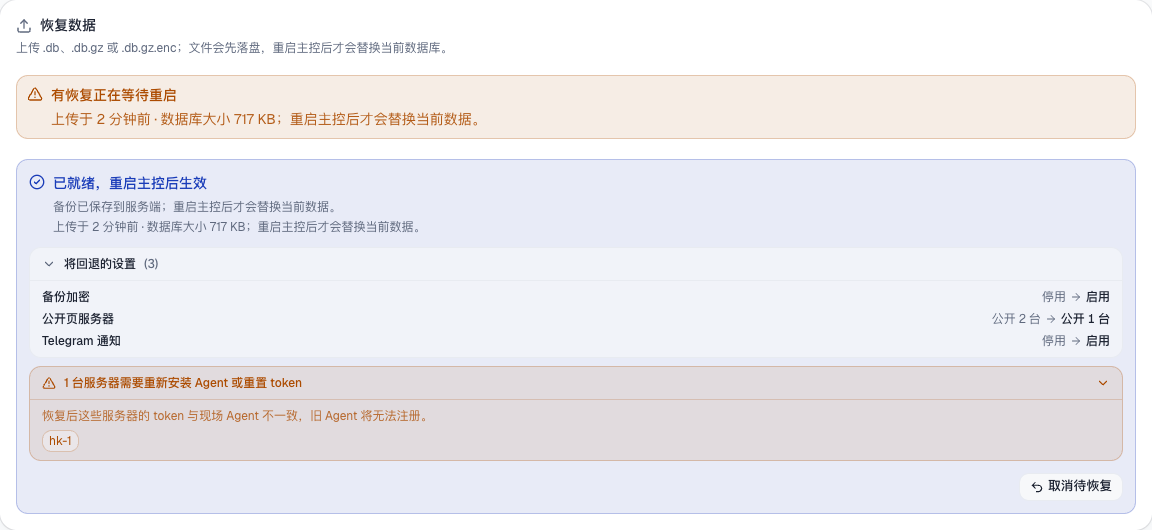 恢复数据
上传 .db、.db.gz 或 .db.gz.enc；文件会先落盘，重启主控后才会替换当前数据库。
有恢复正在等待重启
上传于 2 分钟前 · 数据库大小 717 KB；重启主控后才会替换当前数据。
已就绪，重启主控后生效
备份已保存到服务端；重启主控后才会替换当前数据。
上传于 2 分钟前 · 数据库大小 717 KB；重启主控后才会替换当前数据。
将回退的设置 (3)
备份加密 停用 → 启用
公开页服务器 公开 2 台 → 公开 1 台
Telegram 通知 停用 → 启用
1 台服务器需要重新安装 Agent 或重置 token
恢复后这些服务器的 token 与现场 Agent 不一致，旧 Agent 将无法注册。
hk-1
取消待恢复